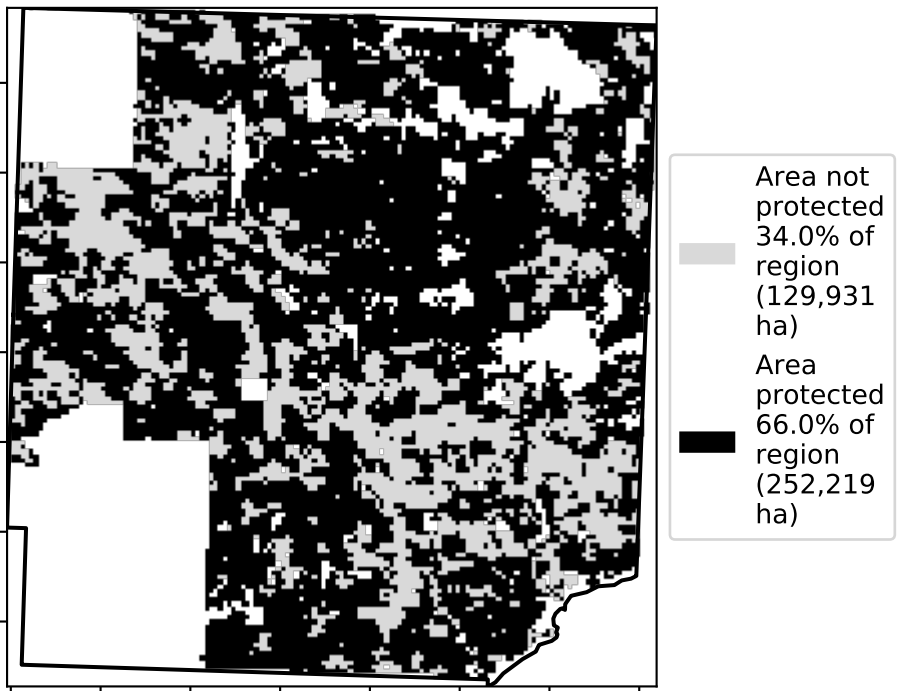 Area not
protected
34.0% of
region
(129,931
ha)
Area
protected
66.0% of
region
(252,219
ha)